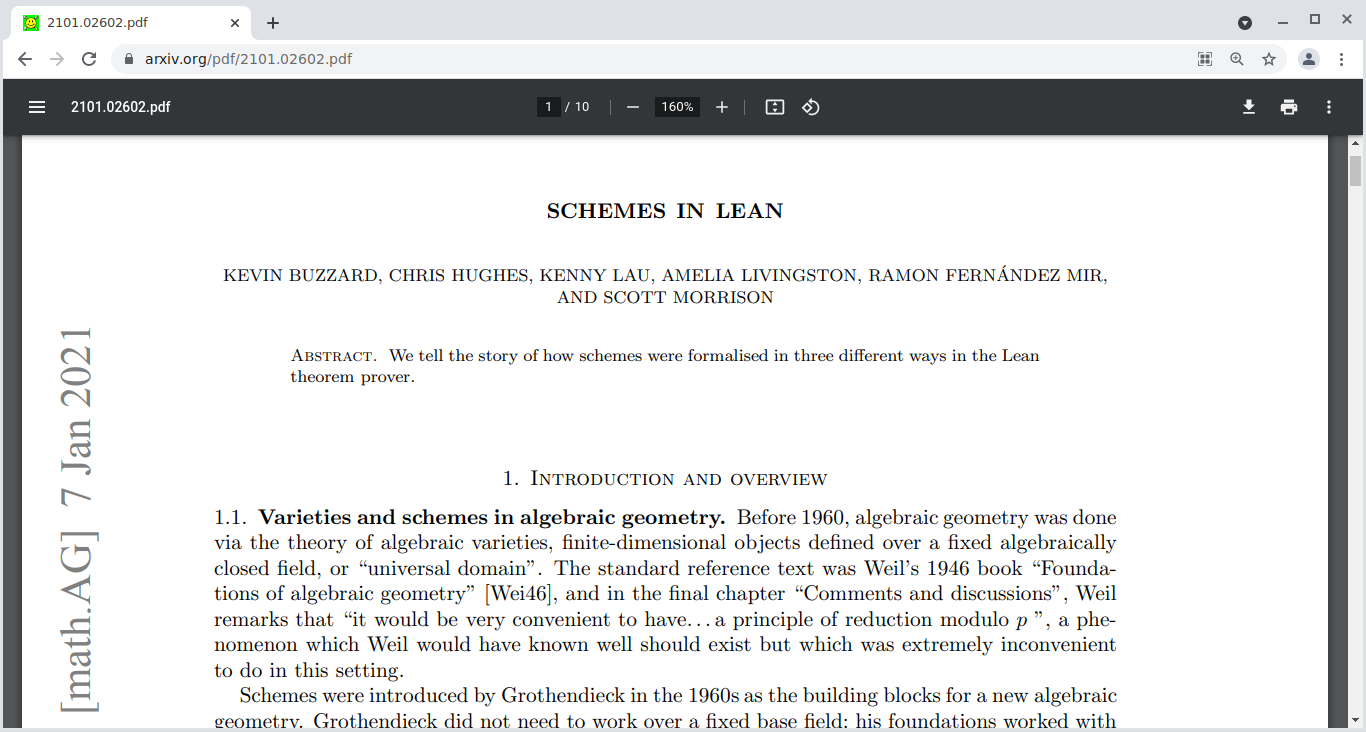 2101.02602.pdf
arxiv.org/pdf/2101.02602.pdf
2101.02602.pdf
1 / 10
160%
SCHEMES IN LEAN
KEVIN BUZZARD, CHRIS HUGHES, KENNY LAU, AMELIA LIVINGSTON, RAMON FERNÁNDEZ MIR,
AND SCOTT MORRISON
ABSTRACT. We tell the story of how schemes were formalised in three different ways in the Lean
theorem prover.
[math.AG] 7 Jan 2021
1. INTRODUCTION AND OVERVIEW
1.1. Varieties and schemes in algebraic geometry. Before 1960, algebraic geometry was done
via the theory of algebraic varieties, finite-dimensional objects defined over a fixed algebraically
closed field, or “universal domain”. The standard reference text was Weil’s 1946 book “Founda-
tions of algebraic geometry” [Wei46], and in the final chapter “Comments and discussions”, Weil
remarks that “it would be very convenient to have...a principle of reduction modulo p ”, a phe-
nomenon which Weil would have known well should exist but which was extremely inconvenient
to do in this setting.
Schemes were introduced by Grothendieck in the 1960s as the building blocks for a new algebraic
geometry. Grothendieck did not need to work over a fixed base field; his foundations worked with